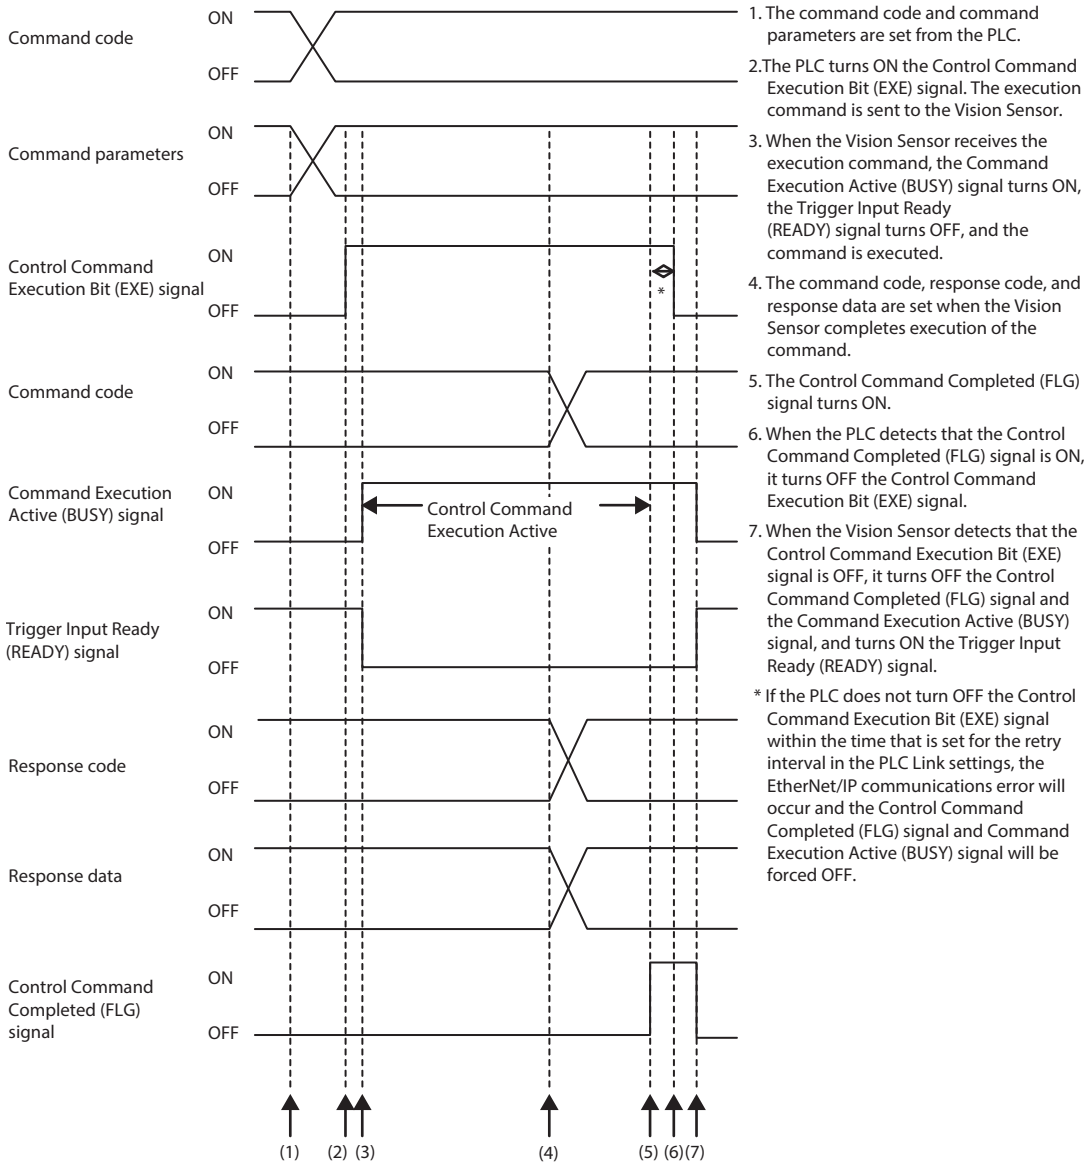 Command code
ON
OFF
Command parameters
ON
OFF
Control Command
Execution Bit (EXE) signal
ON
OFF
*
Command code
ON
OFF
Command Execution
Active (BUSY) signal
ON
OFF
Control Command
Execution Active
Trigger Input Ready
(READY) signal
ON
OFF
Response code
ON
OFF
Response data
ON
OFF
Control Command
Completed (FLG)
signal
ON
OFF
(1) (2) (3) (4) (5) (6) (7)
1. The command code and command
parameters are set from the PLC.
2.The PLC turns ON the Control Command
Execution Bit (EXE) signal. The execution
command is sent to the Vision Sensor.
3. When the Vision Sensor receives the
execution command, the Command
Execution Active (BUSY) signal turns ON,
the Trigger Input Ready
(READY) signal turns OFF, and the
command is executed.
4. The command code, response code, and
response data are set when the Vision
Sensor completes execution of the
command.
5. The Control Command Completed (FLG)
signal turns ON.
6. When the PLC detects that the Control
Command Completed (FLG) signal is ON,
it turns OFF the Control Command
Execution Bit (EXE) signal.
7. When the Vision Sensor detects that the
Control Command Execution Bit (EXE)
signal is OFF, it turns OFF the Control
Command Completed (FLG) signal and
the Command Execution Active (BUSY)
signal, and turns ON the Trigger Input
Ready (READY) signal.
* If the PLC does not turn OFF the Control
Command Execution Bit (EXE) signal
within the time that is set for the retry
interval in the PLC Link settings, the
EtherNet/IP communications error will
occur and the Control Command
Completed (FLG) signal and Command
Execution Active (BUSY) signal will be
forced OFF.